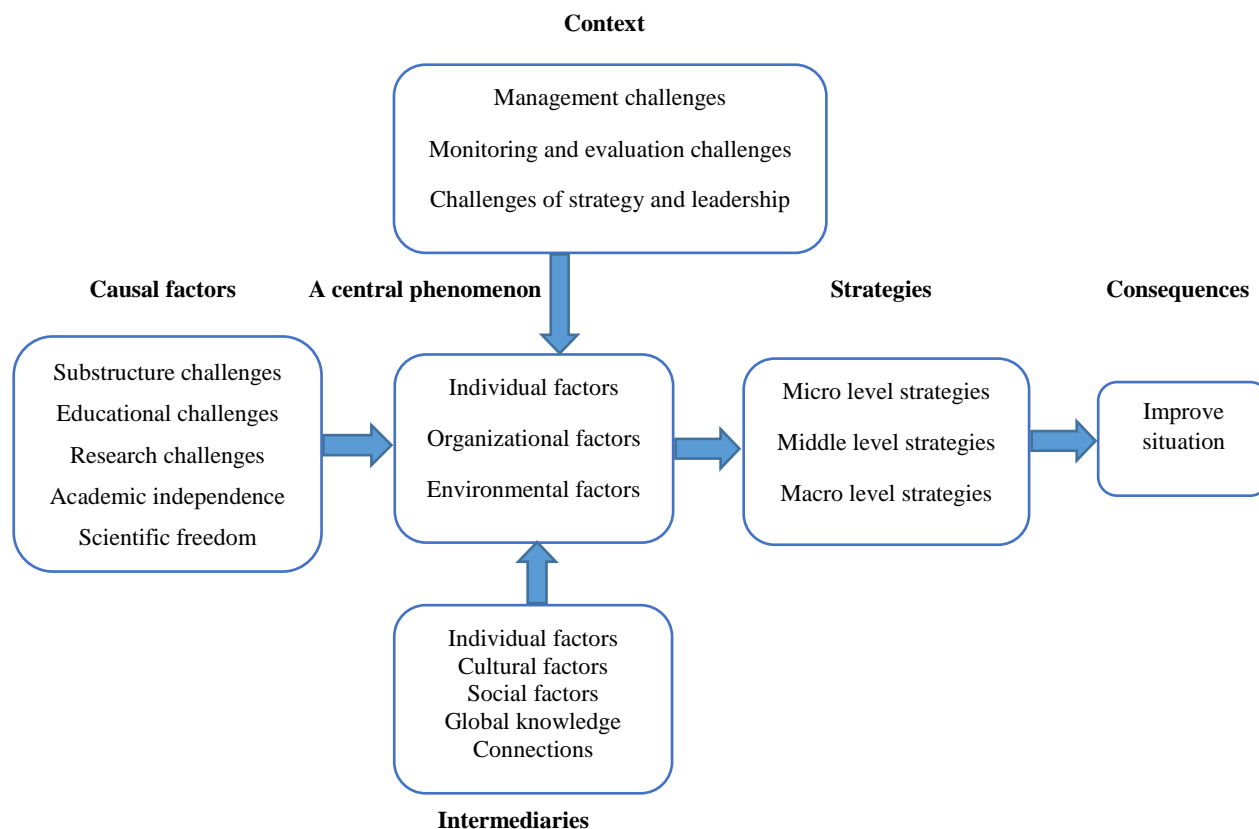 Context
Management challenges
Monitoring and evaluation challenges
Challenges of strategy and leadership
Causal factors
A central phenomenon
Strategies
Consequences
Substructure challenges
Educational challenges
Research challenges
Academic independence
Scientific freedom
Individual factors
Organizational factors
Environmental factors
Micro level strategies
Middle level strategies
Macro level strategies
Improve
situation
Individual factors
Cultural factors
Social factors
Global knowledge
Connections
Intermediaries